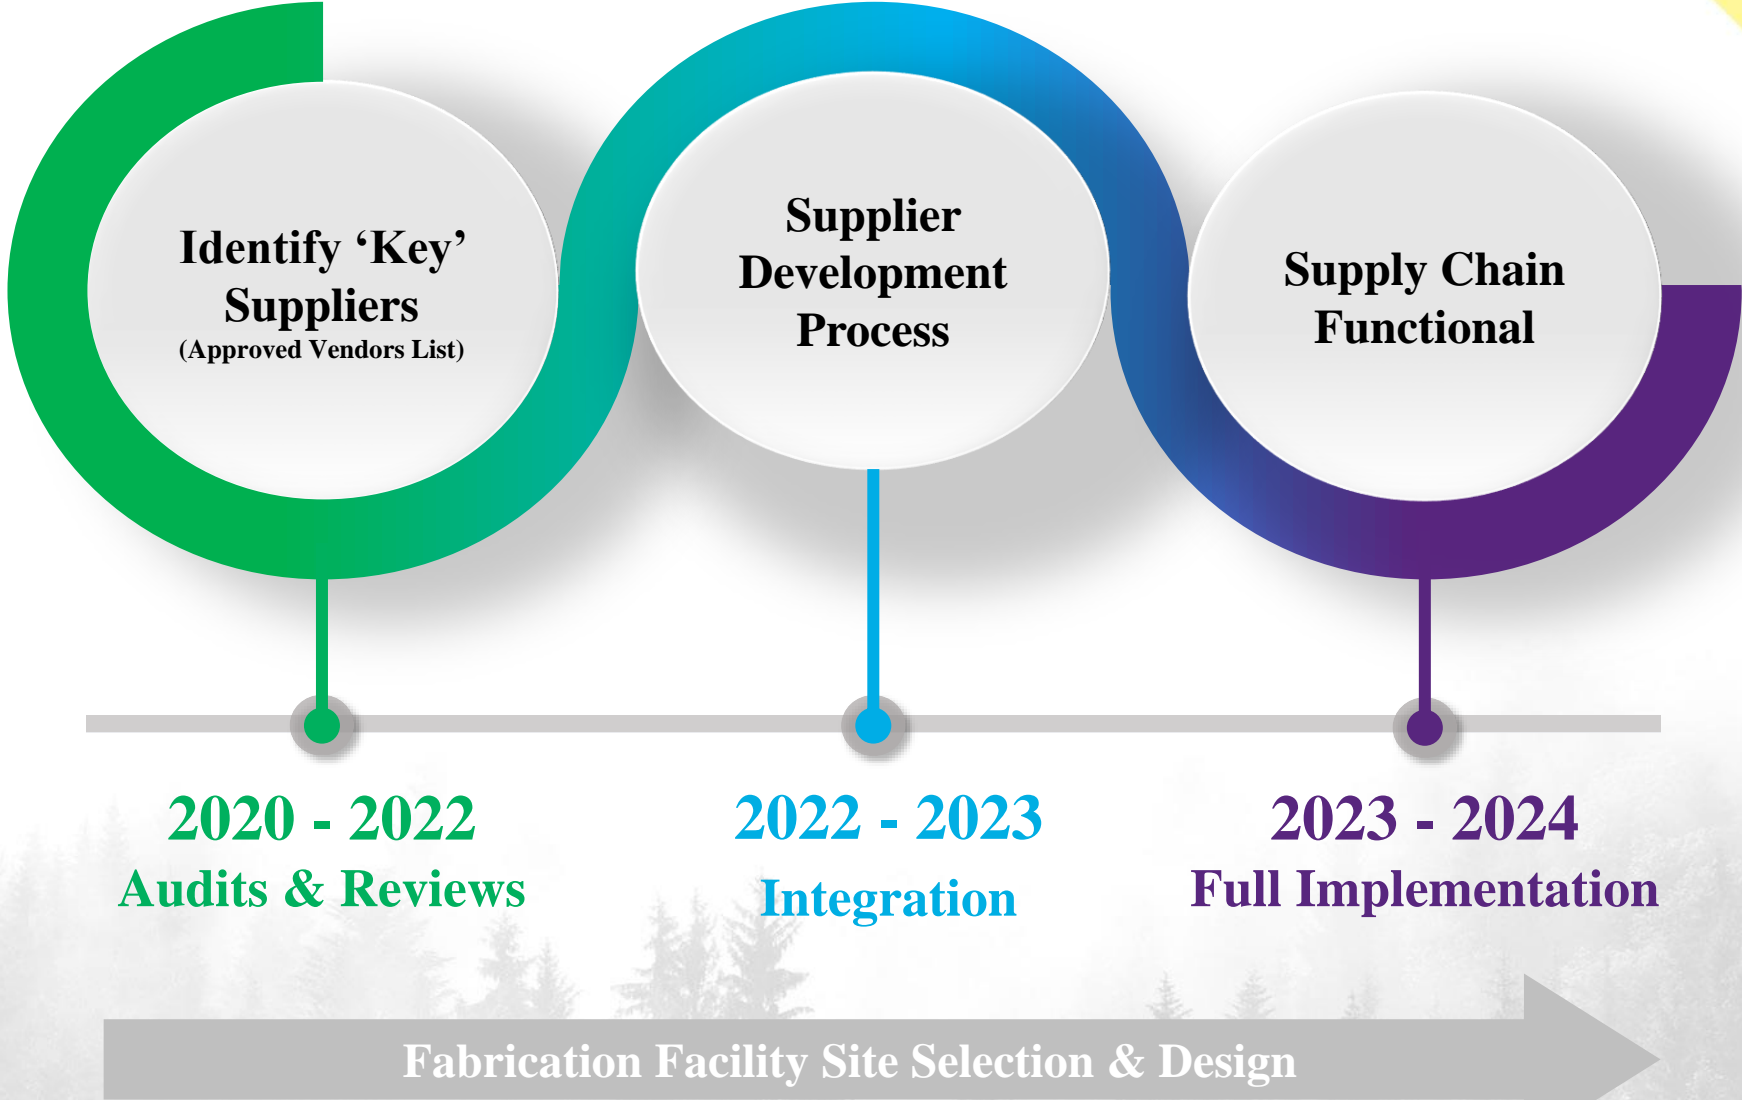 Identify ‘Key’
Suppliers
(Approved Vendors List)
Supplier
Development
Process
Supply Chain
Functional
2020 - 2022
Audits & Reviews
2022 - 2023
Integration
2023 - 2024
Full Implementation
Fabrication Facility Site Selection & Design